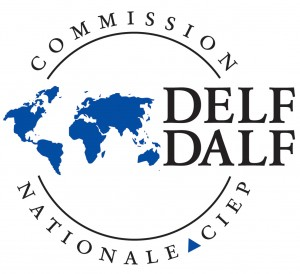 COMMISSION
DELF
DALF
NATIONALE CIEP